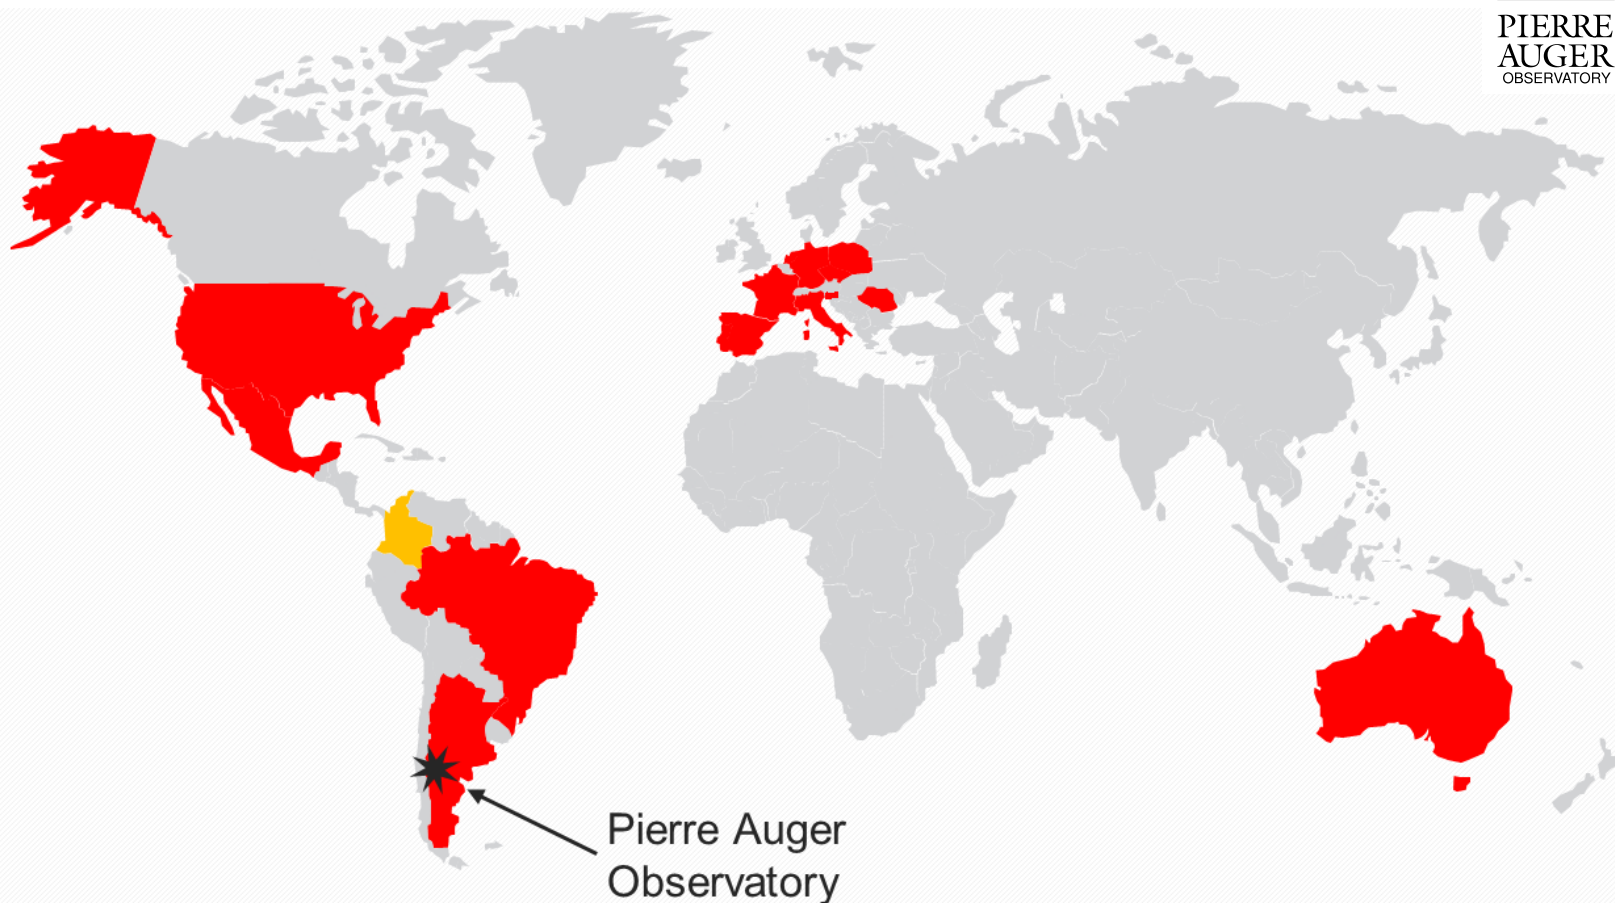 PIERRE
AUGER
OBSERVATORY
Pierre Auger
Observatory